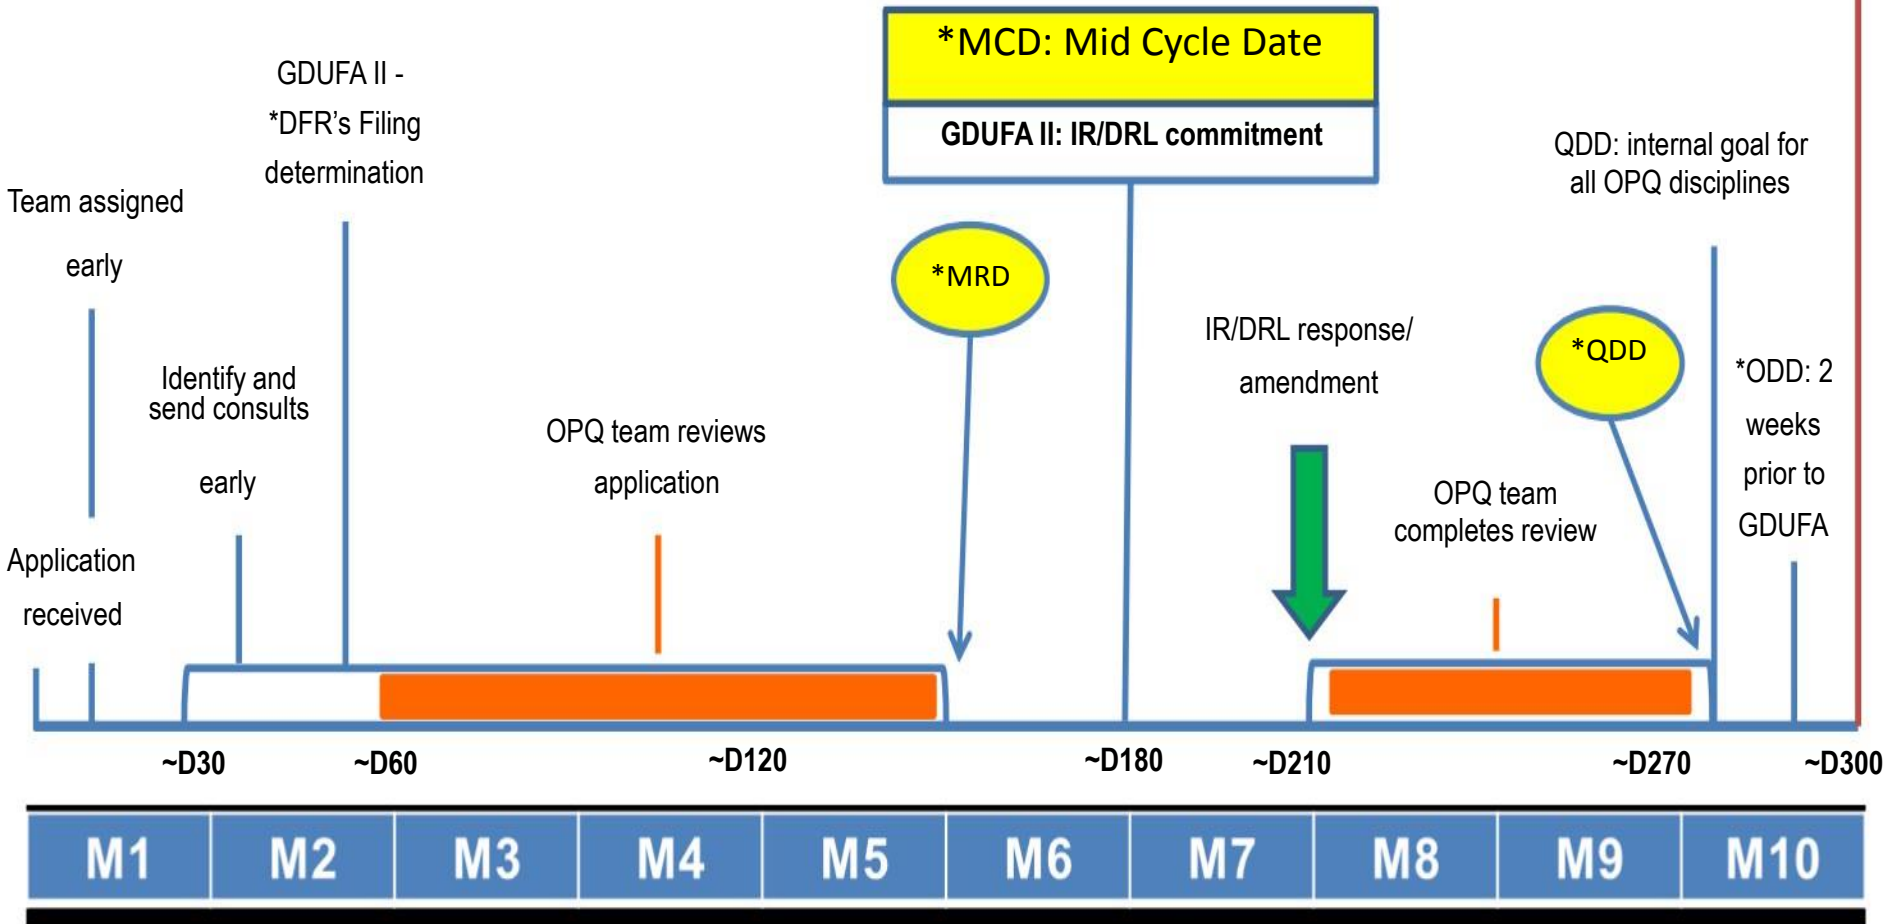 *MCD: Mid Cycle Date
GDUFA II: IR/DRL commitment
GDUFA II -
*DFR's Filing
determination
Team assigned
early
Identify and
send consults
early
Application
received
OPQ team reviews
application
*MRD
IR/DRL response/
amendment
OPQ team
completes review
*QDD
QDD: internal goal for
all OPQ disciplines
*ODD: 2
weeks
prior to
GDUFA
~D30 ~D60 ~D120 ~D180 ~D210 ~D270 ~D300
M1 M2 M3 M4 M5 M6 M7 M8 M9 M10